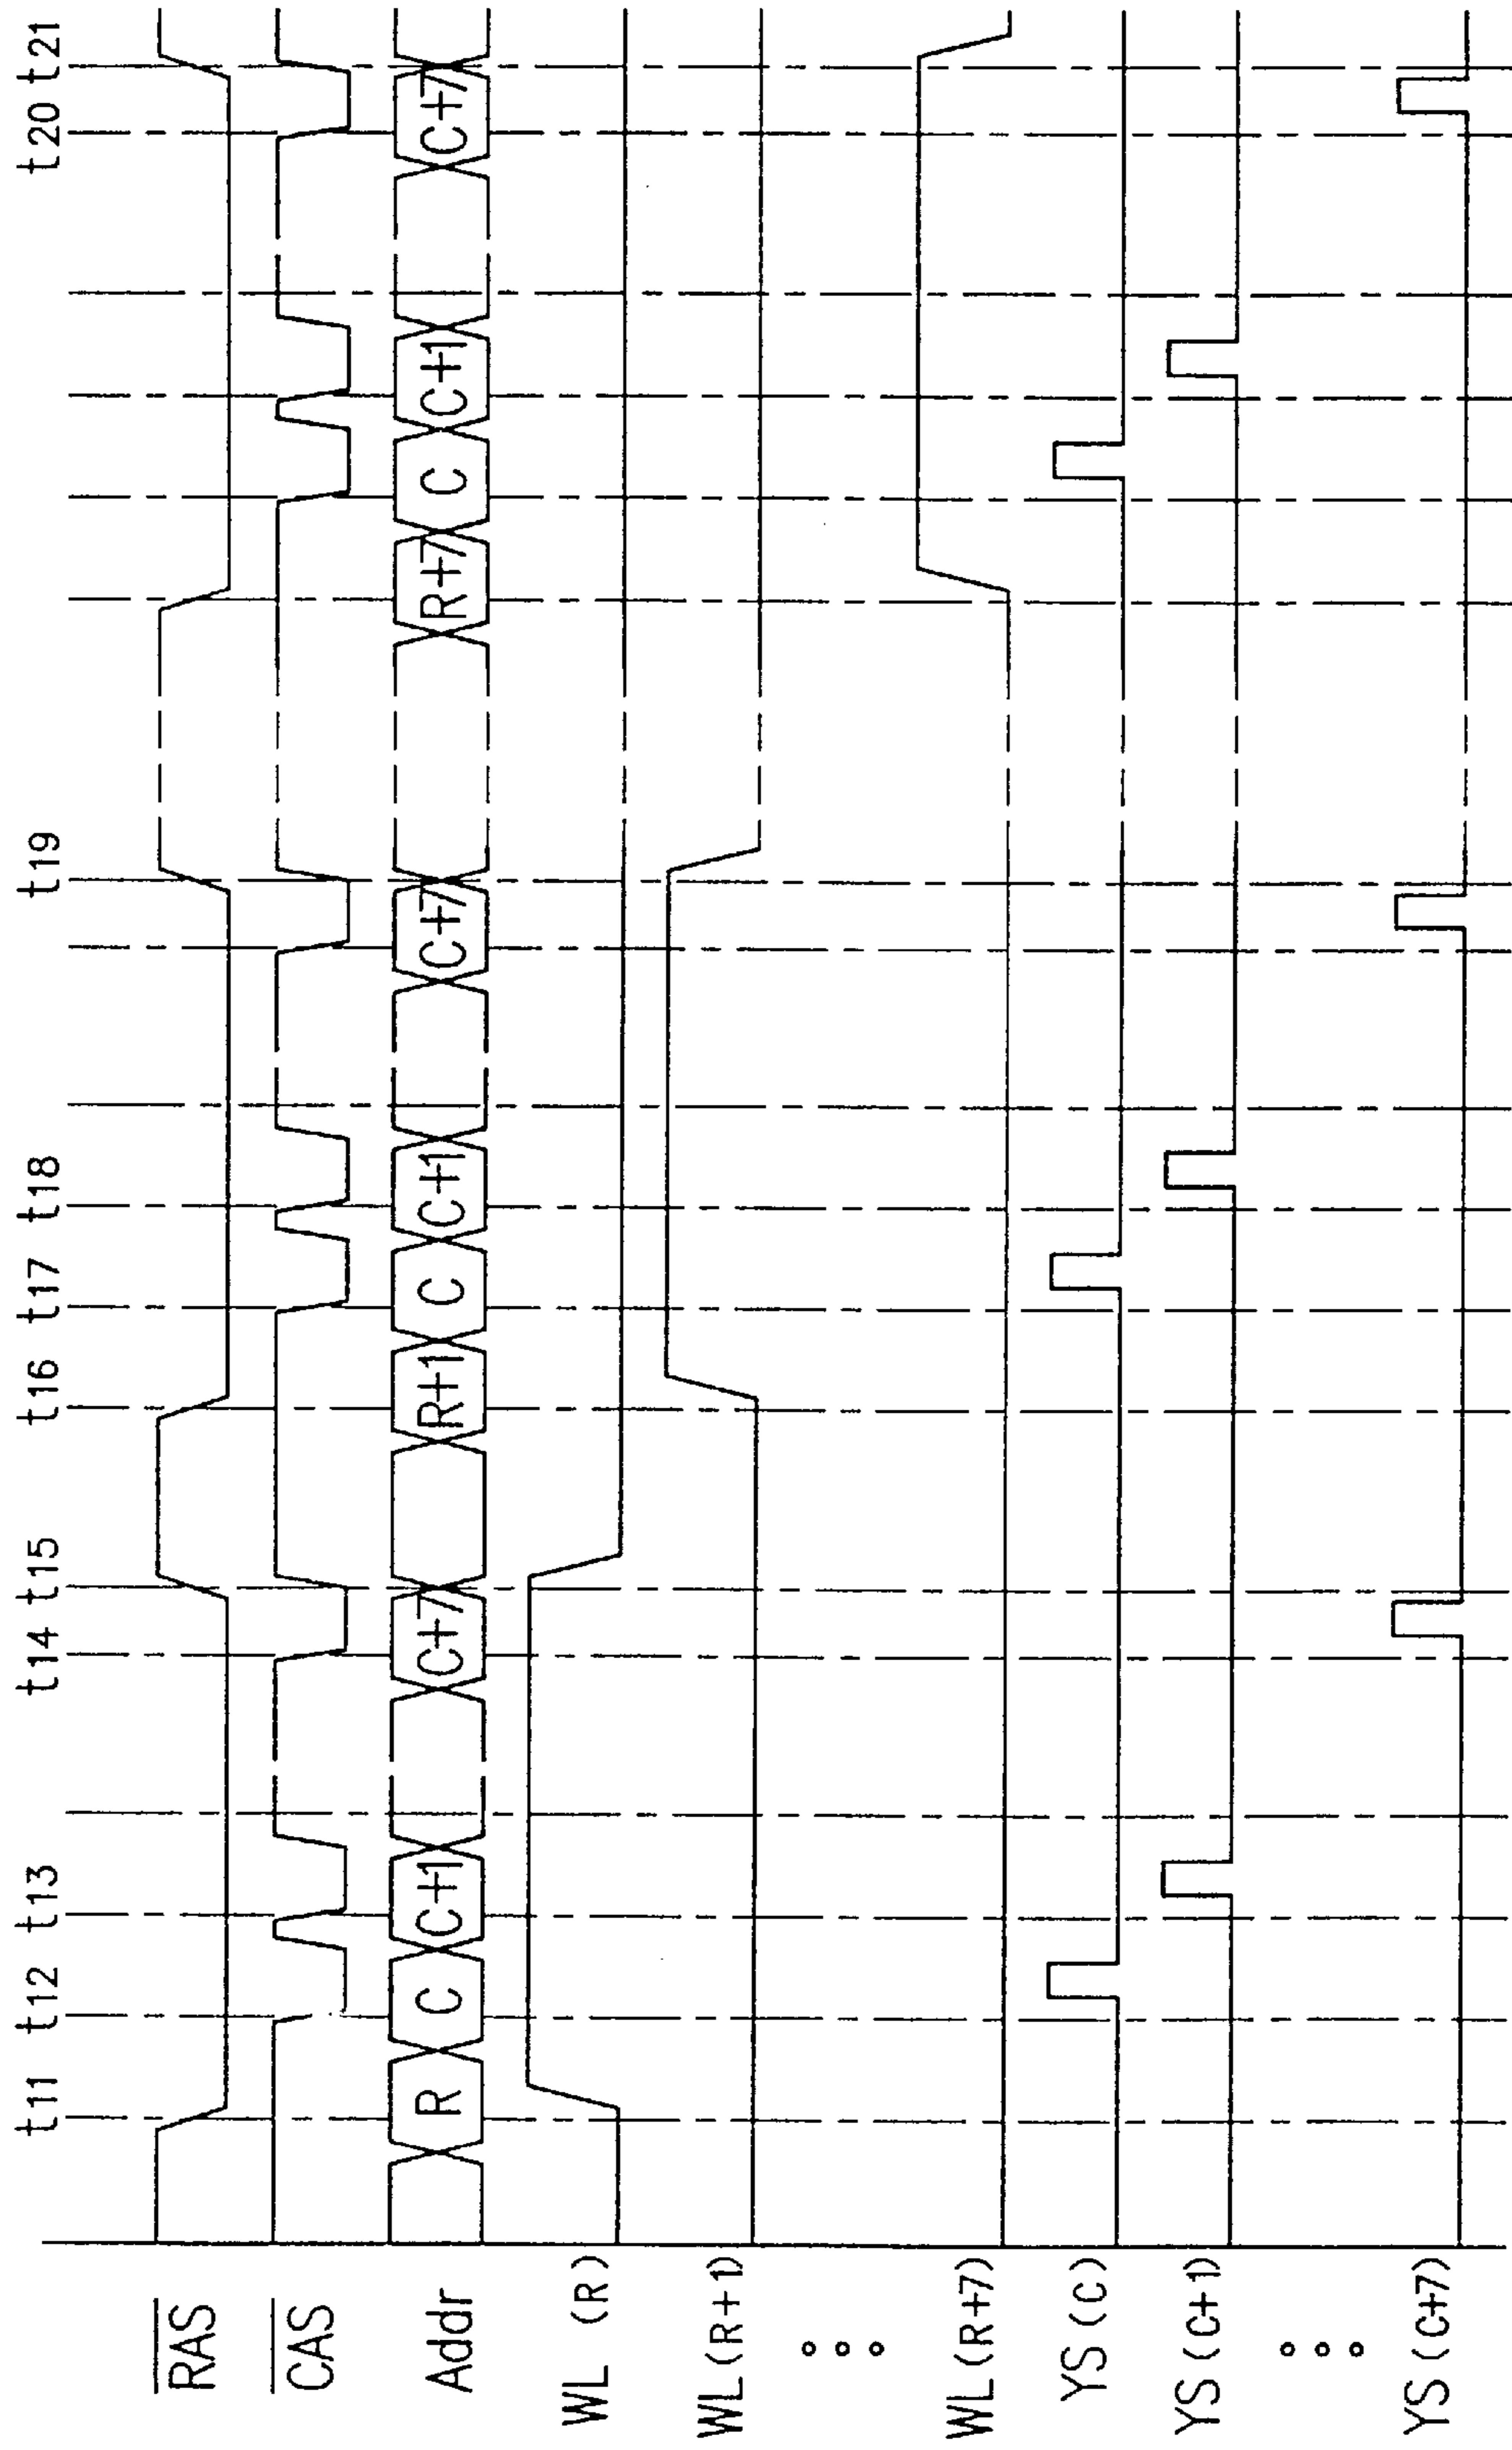 t11 t12 t13 t14 t15 t16 t17 t18 t19 t20 t21
RAS
CAS
Addr R C C+1 C+7 R+1 C C+1 C+7 R+7 C C+1 C+7
WL (R)
WL (R+1)
WL (R+7)
YS (C)
YS (C+1)
YS (C+7)